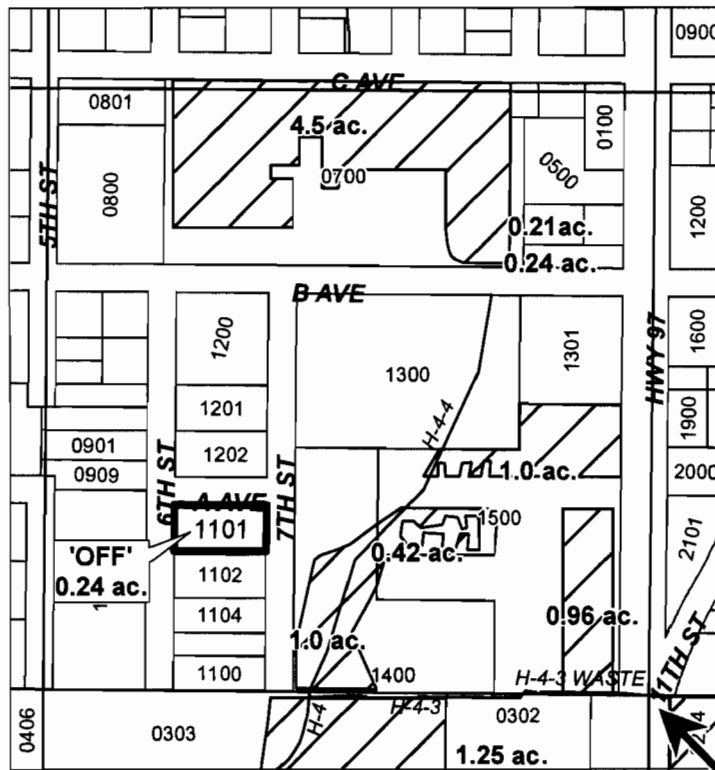 0900
C AVE
0801
4.5 ac.
0100
0500
0700
0800
5TH ST
1200
0.21 ac.
0.24 ac.
B AVE
HWY 97
1200
1300
1301
1600
1201
H-4-4
1900
0901
1202
6TH ST
7TH ST
1.0 ac.
2000
0909
A AVE
1101
1500
2101
'OFF'
0.24 ac.
0.42 ac.
1102
1
1104
0.96 ac.
1.0 ac.
11TH ST
1100
1400
H-4-3 WASTE
H-4
H-4-3
0302
0406
0303
1.25 ac.